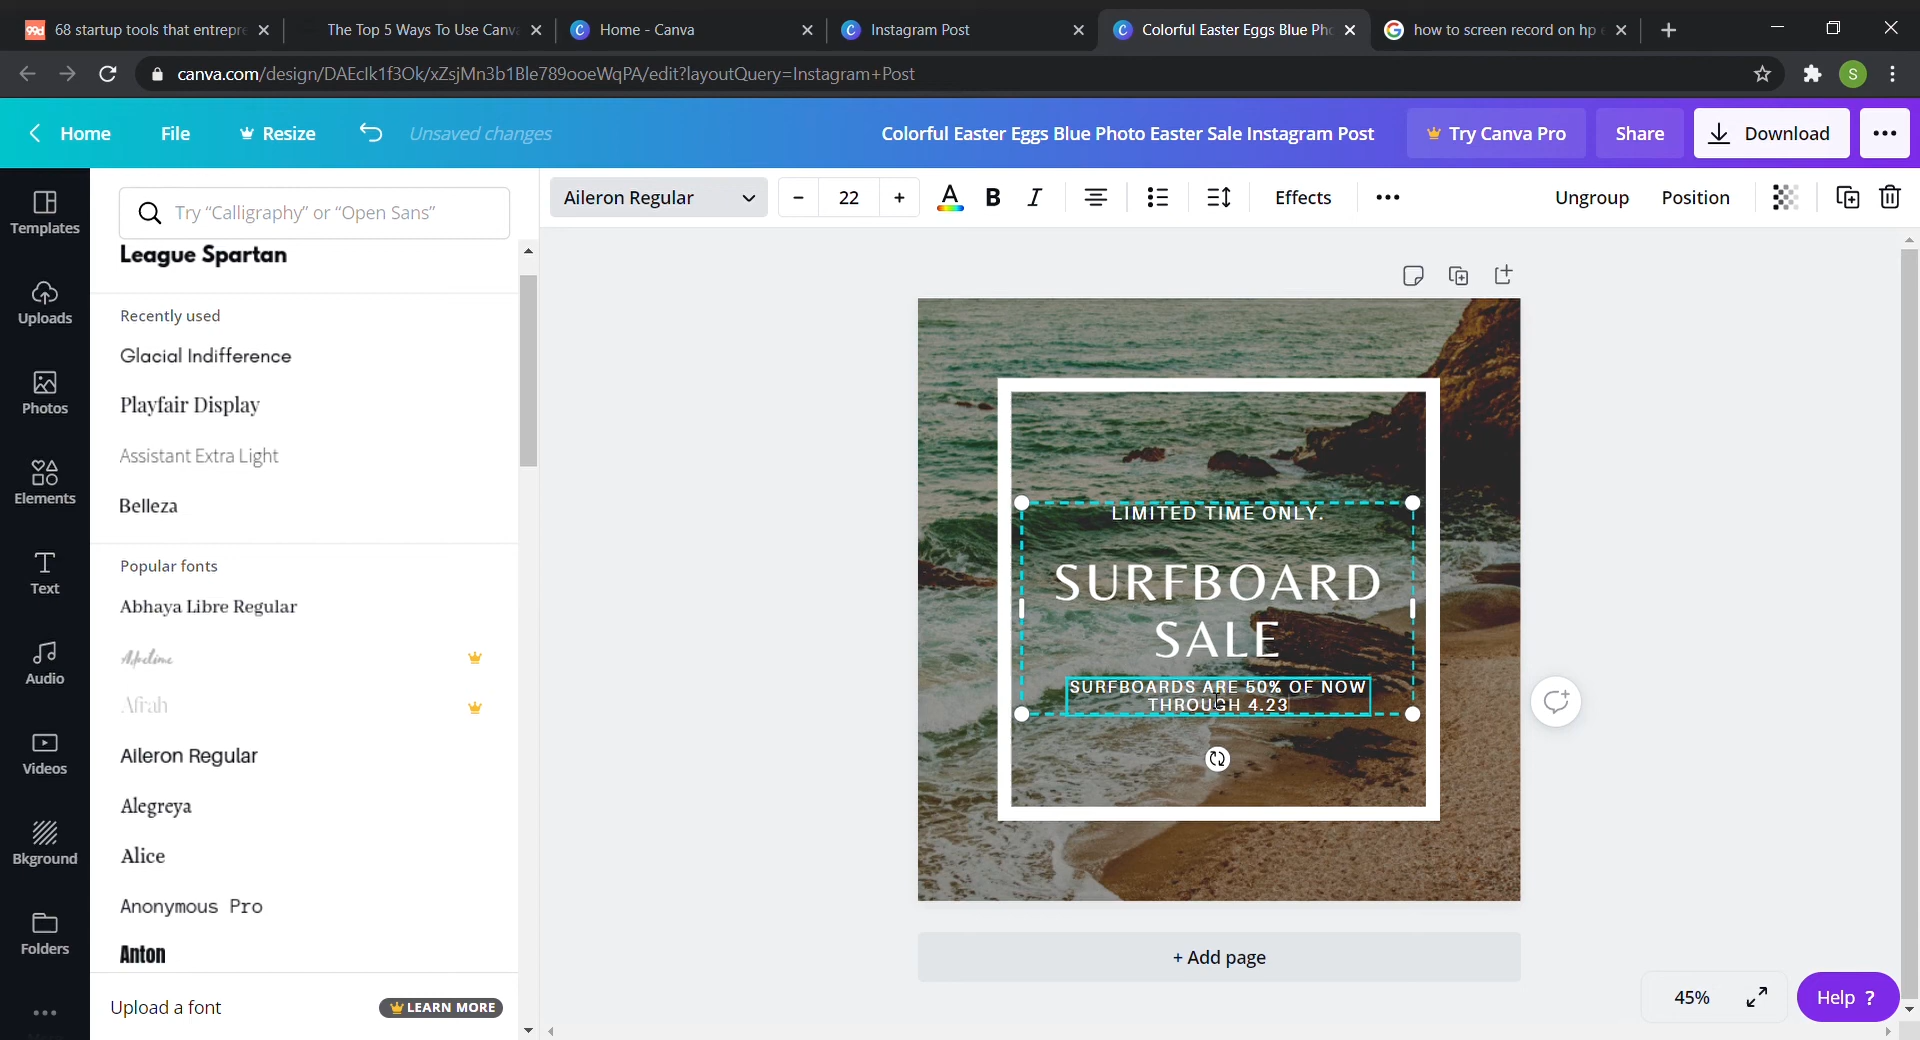 68 startup tools that entrepre
The Top 5 Ways To Use Canva
Home - Canva
Instagram Post
Colorful Easter Eggs Blue Pho
how to screen record on hp e
canva.com/design/DAEclk1f3Ok/xZsjMn3b1Ble789ooeWqPA/edit?layoutQuery=Instagram+Post
S
Home
File
Resize
Unsaved changes
Colorful Easter Eggs Blue Photo Easter Sale Instagram Post
Try Canva Pro
Share
Download
Aileron Regular
22
A
B
I
Effects
Ungroup
Position
Templates
Uploads
Photos
Elements
Text
Audio
Videos
Bkground
Folders
Try “Calligraphy” or “Open Sans”
League Spartan
Recently used
Glacial Indifference
Playfair Display
Assistant Extra Light
Belleza
Popular fonts
Abhaya Libre Regular
Afrah
Aileron Regular
Alegreya
Alice
Anonymous Pro
Anton
Upload a font
LEARN MORE
LIMITED TIME ONLY.
SURFBOARD
SALE
SURFBOARDS ARE 50% OF NOW
THROUGH 4.23
+ Add page
45%
Help ?